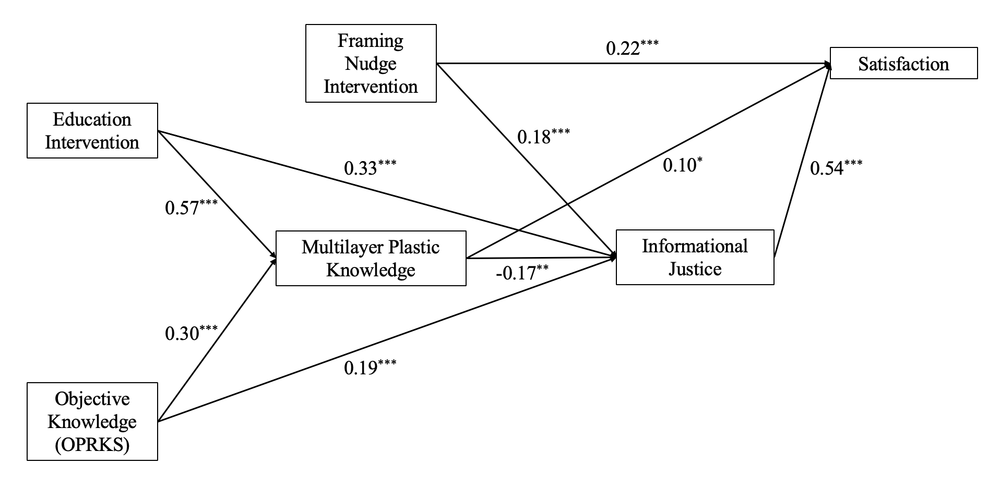 Framing
Nudge
Intervention
0.22***
Satisfaction
Education
Intervention
0.18***
0.33***
0.10*
0.54***
0.57***
Multilayer Plastic
Knowledge
-0.17**
Informational
Justice
0.30***
0.19***
Objective
Knowledge
(OPRKS)